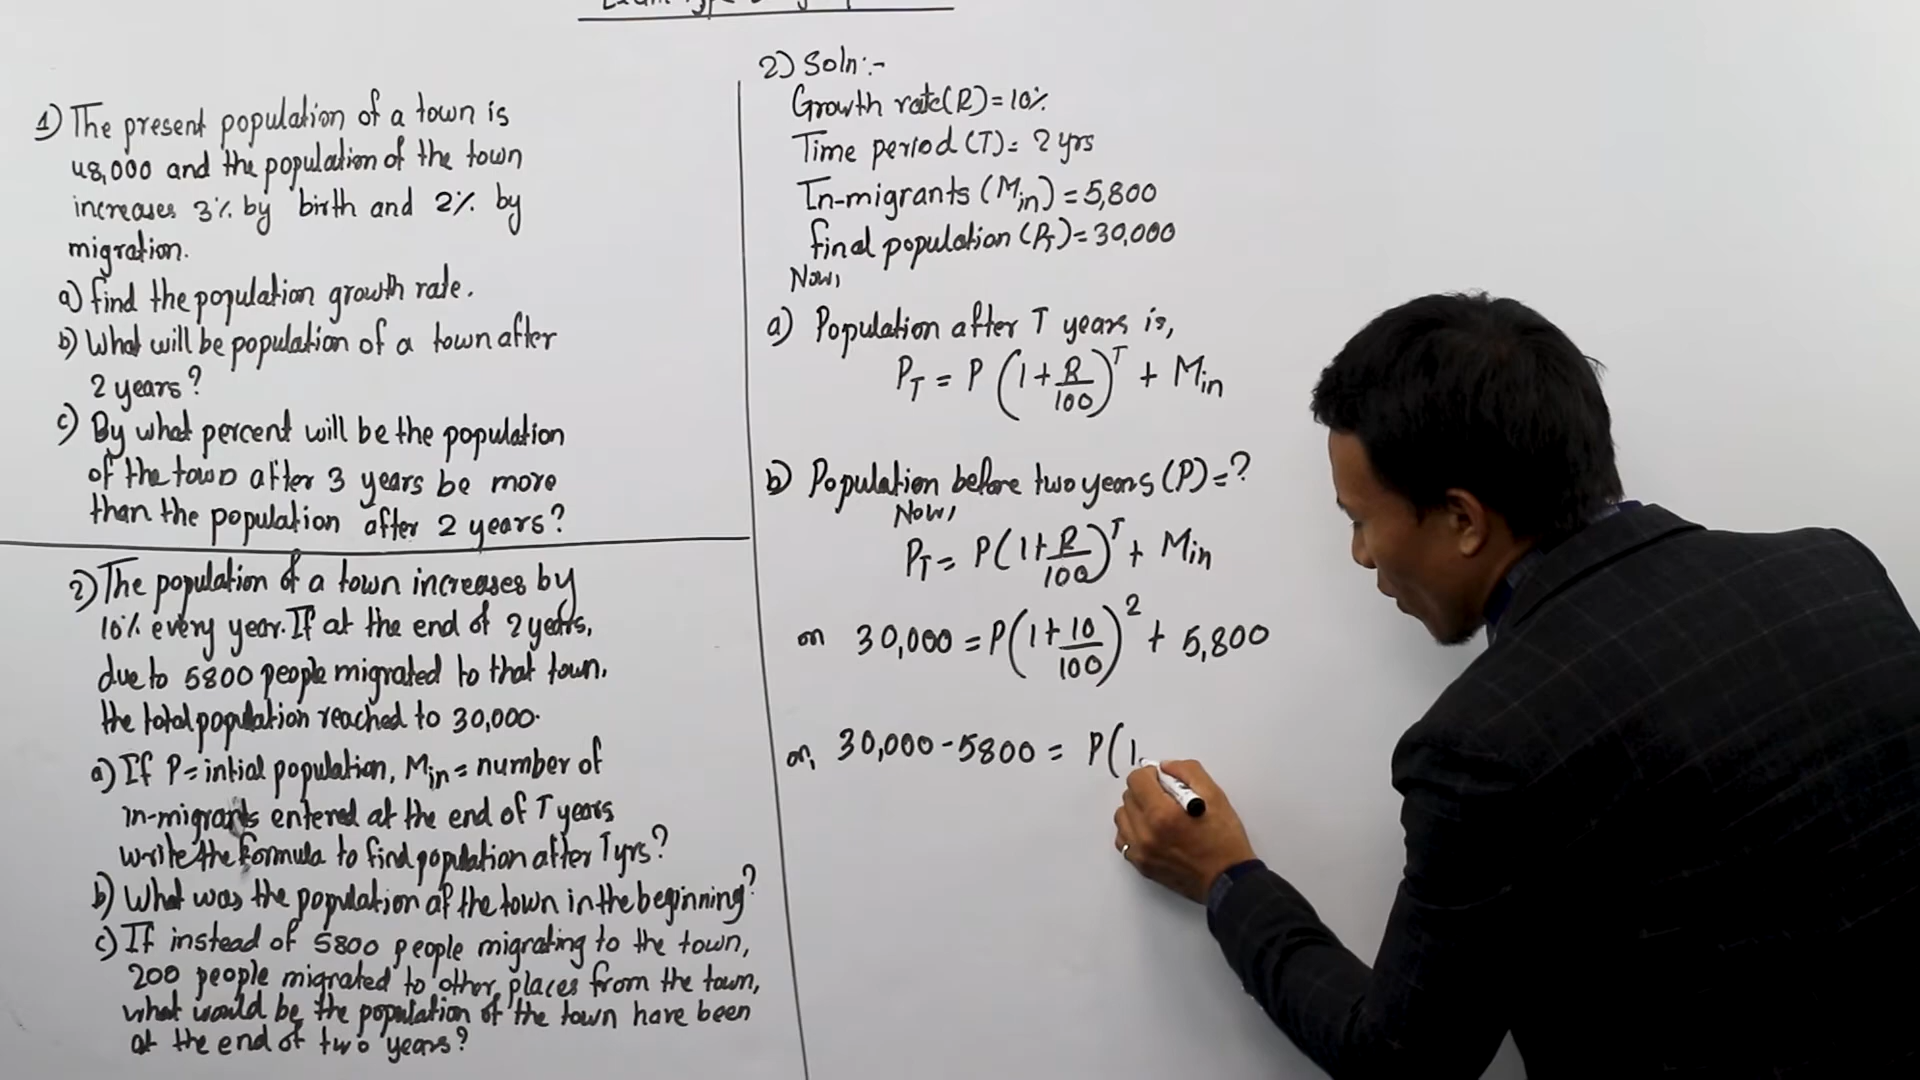 1) The present population of a town is
48,000 and the population of the town
increases 3% by birth and 2% by
migration.
a) find the population growth rate.
b) What will be population of a town after
2 years?
c) By what percent will be the population
of the town after 3 years be more
than the population after 2 years?
2) The population of a town increases by
10% every year. If at the end of 2 years,
due to 5800 people migrated to that town,
the total population reached to 30,000.
a) If P = intial population, Min = number of
in-migrants entered at the end of T years
write the formula to find population after T yrs?
b) What was the population of the town in the beginning?
c) If instead of 5800 people migrating to the town,
200 people migrated to other places from the town,
what would be the population of the town have been
at the end of two years?
2) Soln:-
Growth rate (R) = 10%
Time period (T) = 2 yrs
In-migrants (Min) = 5,800
final population (PT) = 30,000
Now,
a) Population after T years is,
PT = P (1 + R/100)^T + Min
b) Population before two years (P) = ?
Now,
PT = P (1 + R/100)^T + Min
or 30,000 = P (1 + 10/100)^2 + 5,800
or, 30,000 - 5800 = P (1